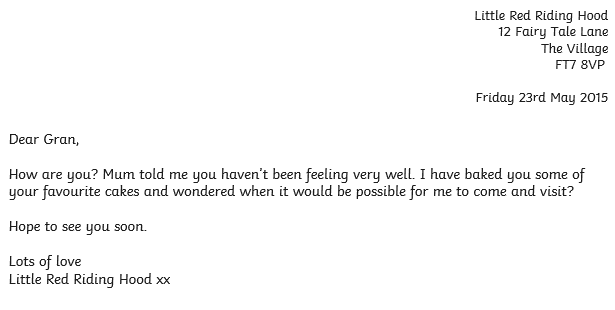 Little Red Riding Hood
12 Fairy Tale Lane
The Village
FT7 8VP
Friday 23rd May 2015
Dear Gran,
How are you? Mum told me you haven't been feeling very well. I have baked you some of
your favourite cakes and wondered when it would be possible for me to come and visit?
Hope to see you soon.
Lots of love
Little Red Riding Hood xx